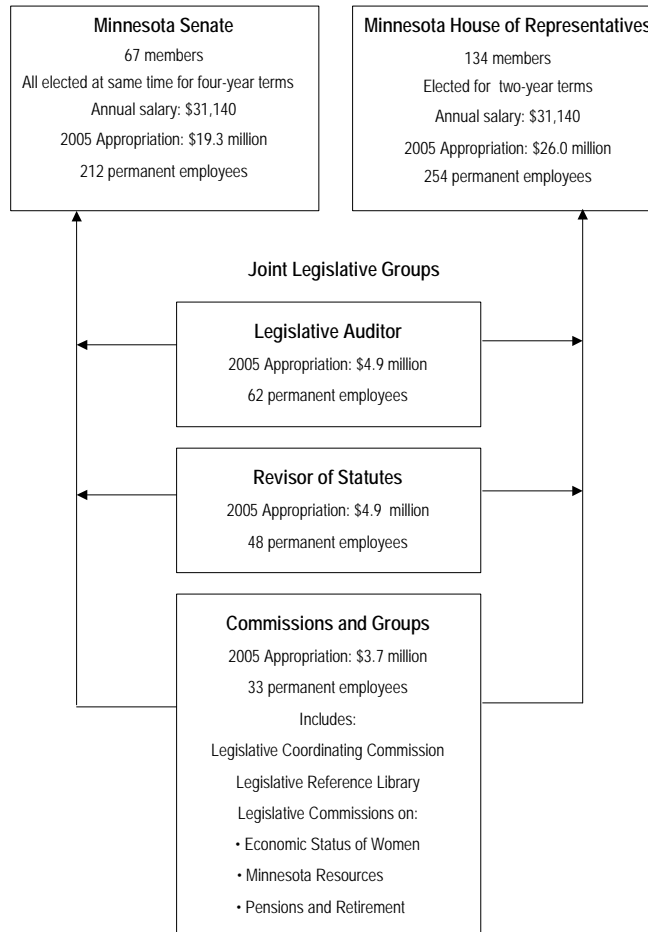 Minnesota Senate
67 members
All elected at same time for four-year terms
Annual salary: $31,140
2005 Appropriation: $19.3 million
212 permanent employees
Minnesota House of Representatives
134 members
Elected for two-year terms
Annual salary: $31,140
2005 Appropriation: $26.0 million
254 permanent employees
Joint Legislative Groups
Legislative Auditor
2005 Appropriation: $4.9 million
62 permanent employees
Revisor of Statutes
2005 Appropriation: $4.9 million
48 permanent employees
Commissions and Groups
2005 Appropriation: $3.7 million
33 permanent employees
Includes:
Legislative Coordinating Commission
Legislative Reference Library
Legislative Commissions on:
• Economic Status of Women
• Minnesota Resources
• Pensions and Retirement